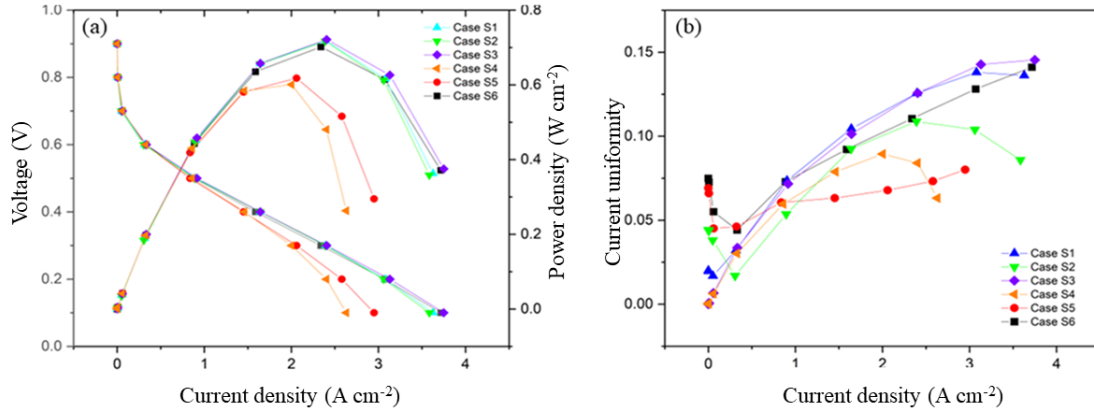 (a)
Case S1
Case S2
Case S3
Case S4
Case S5
Case S6
1.0
0.8
0.6
0.4
0.2
0.0
Voltage (V)
0.8
0.6
0.4
0.2
0.0
Power density (W cm-2)
0
1
2
3
4
Current density (A cm-2)
(b)
0.15
0.10
0.05
0.00
Current uniformity
Case S1
Case S2
Case S3
Case S4
Case S5
Case S6
0
1
2
3
4
Current density (A cm-2)